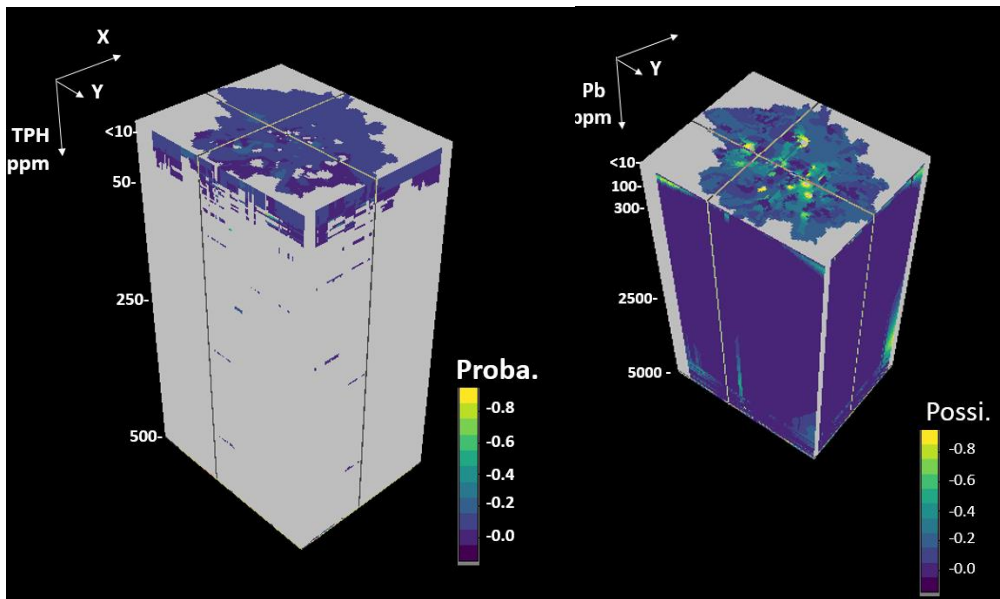 X
Y
TPH
ppm
<10-
50-
250-
500-
Proba.
-0.8
-0.6
-0.4
-0.2
-0.0
Y
Pb
ppm
<10-
100-
300-
2500-
5000-
Possi.
-0.8
-0.6
-0.4
-0.2
-0.0